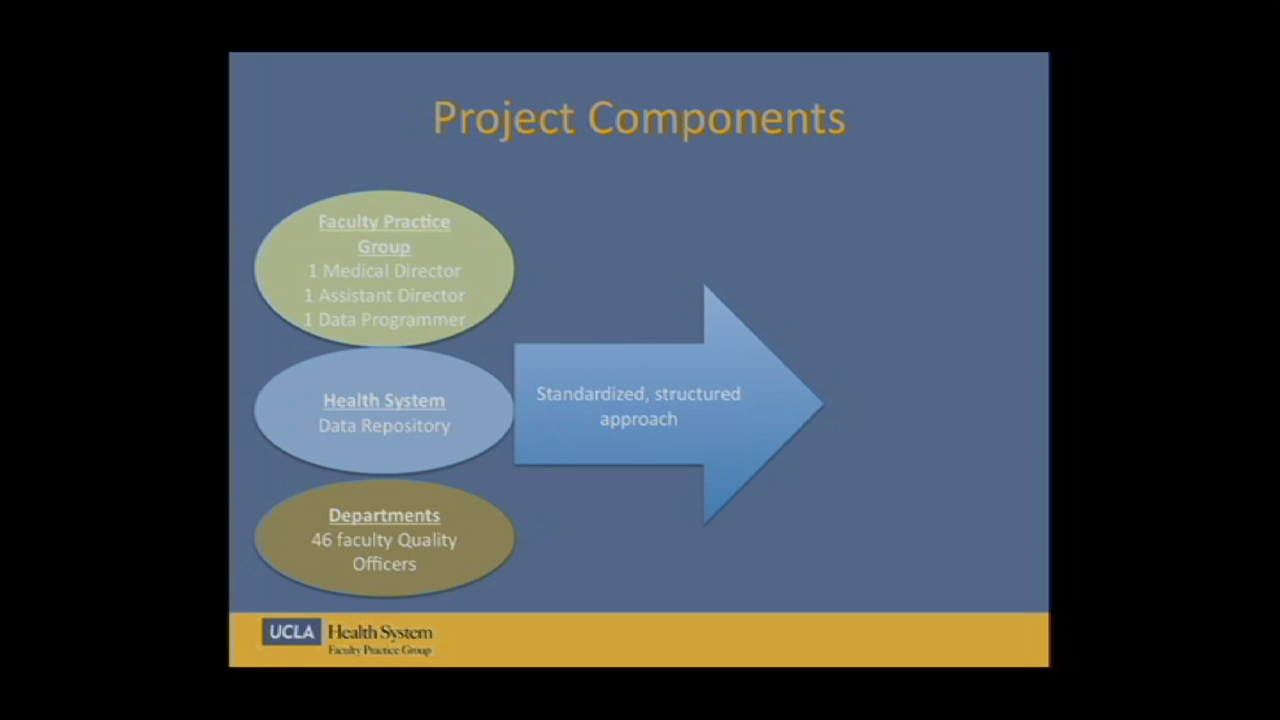 Project Components
Faculty Practice
Group
1 Medical Director
1 Assistant Director
1 Data Programmer
Health System
Data Repository
Departments
46 faculty Quality
Officers
Standardized, structured
approach
UCLA Health System
Faculty Practice Group